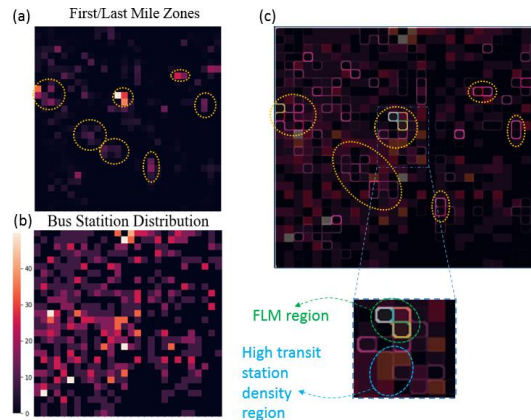 (a)
First/Last Mile Zones
(b)
Bus Statition Distribution
40
30
20
10
0
(c)
FLM region
High transit
station
density
region